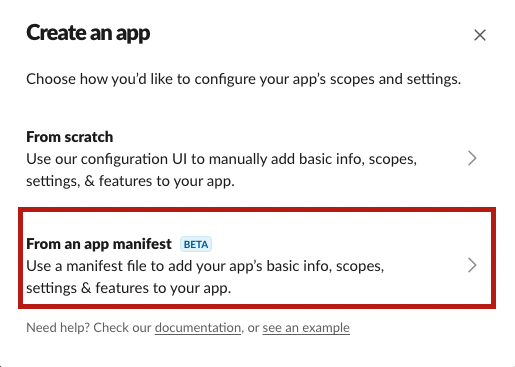 Create an app
Choose how you'd like to configure your app's scopes and settings.
From scratch
Use our configuration UI to manually add basic info, scopes,
settings, & features to your app.
From an app manifest BETA
Use a manifest file to add your app's basic info, scopes,
settings & features to your app.
Need help? Check our documentation, or see an example